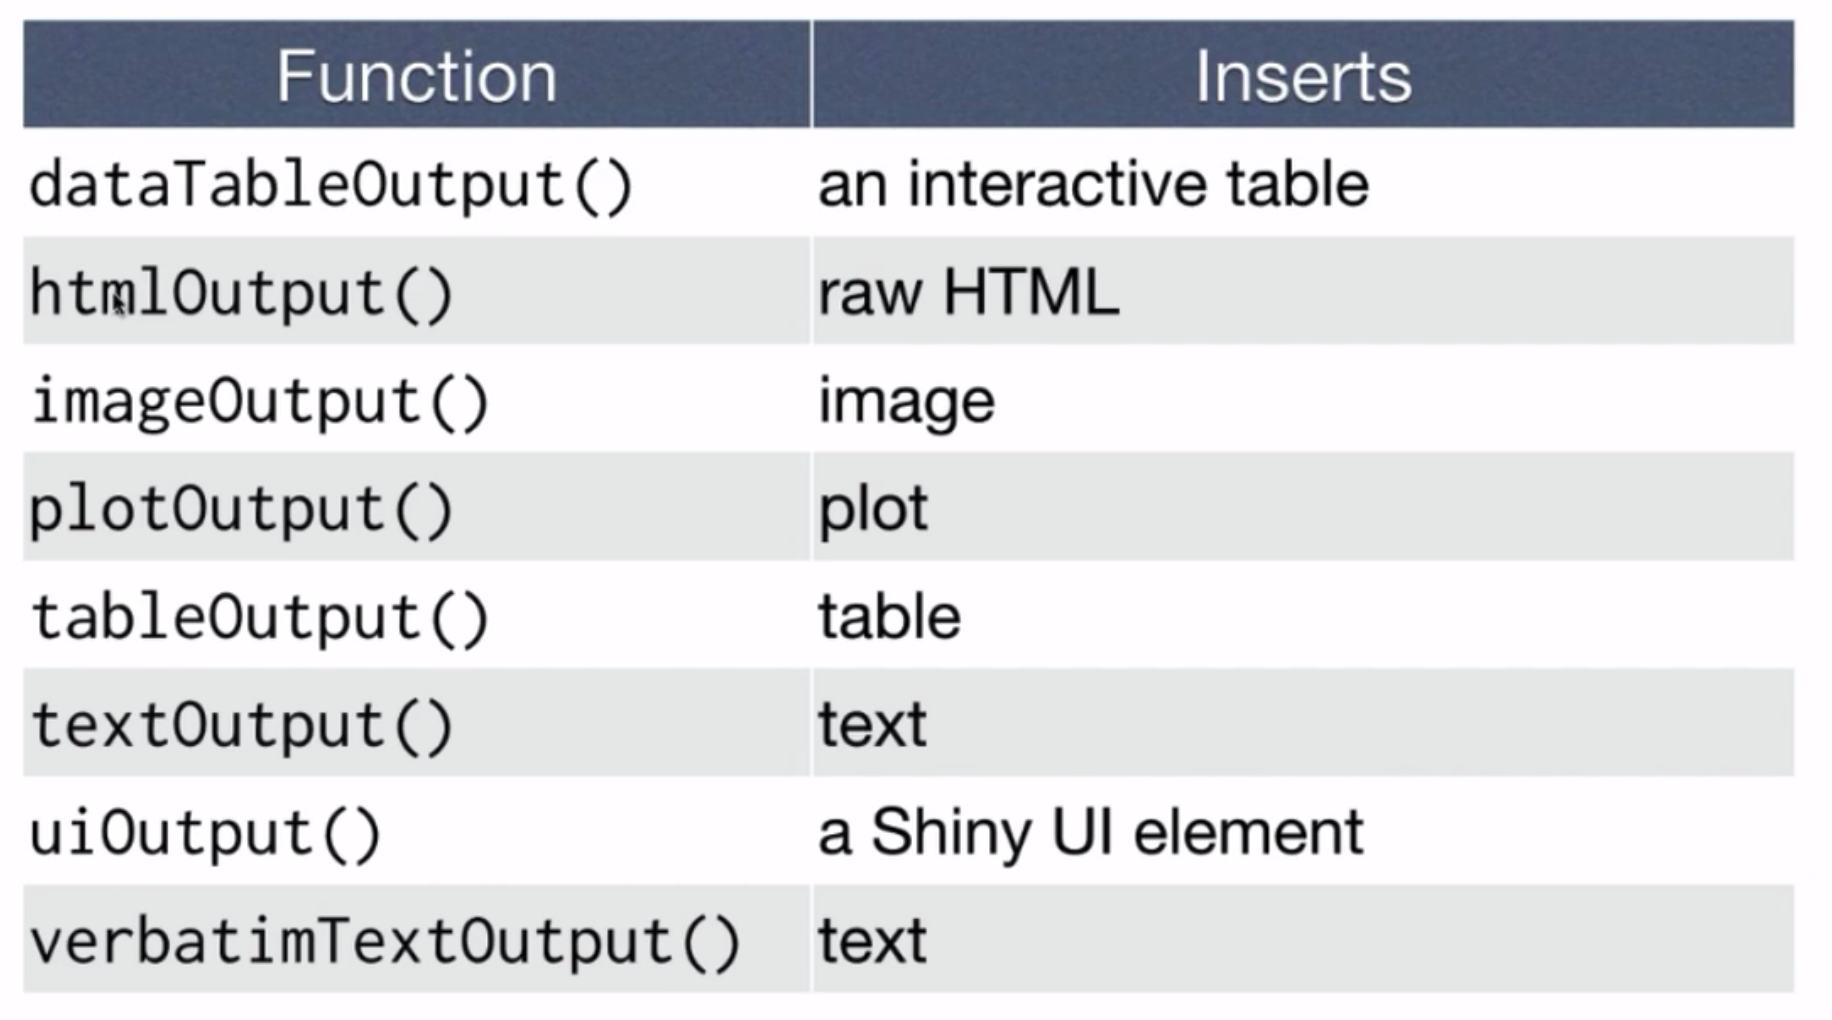 Function Inserts
dataTableOutput() an interactive table
htmlOutput() raw HTML
imageOutput() image
plotOutput() plot
tableOutput() table
textOutput() text
uiOutput() a Shiny UI element
verbatimTextOutput() text